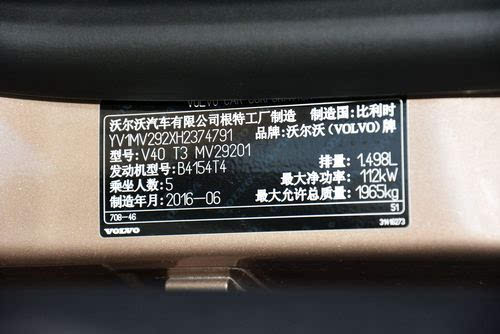 VOLVO CAR CORPORATION
沃尔沃汽车有限公司根特工厂制造 制造国：比利时
YV1MV292XH2374791 品牌：沃尔沃（VOLVO）牌
型号：V40 T3 MV29201 排量：1.498L
发动机型号：B4154T4 最大净功率：112kW
乘坐人数：5 最大允许总质量：1965kg
制造年月：2016-06 51
708-46 31418273
VOLVO